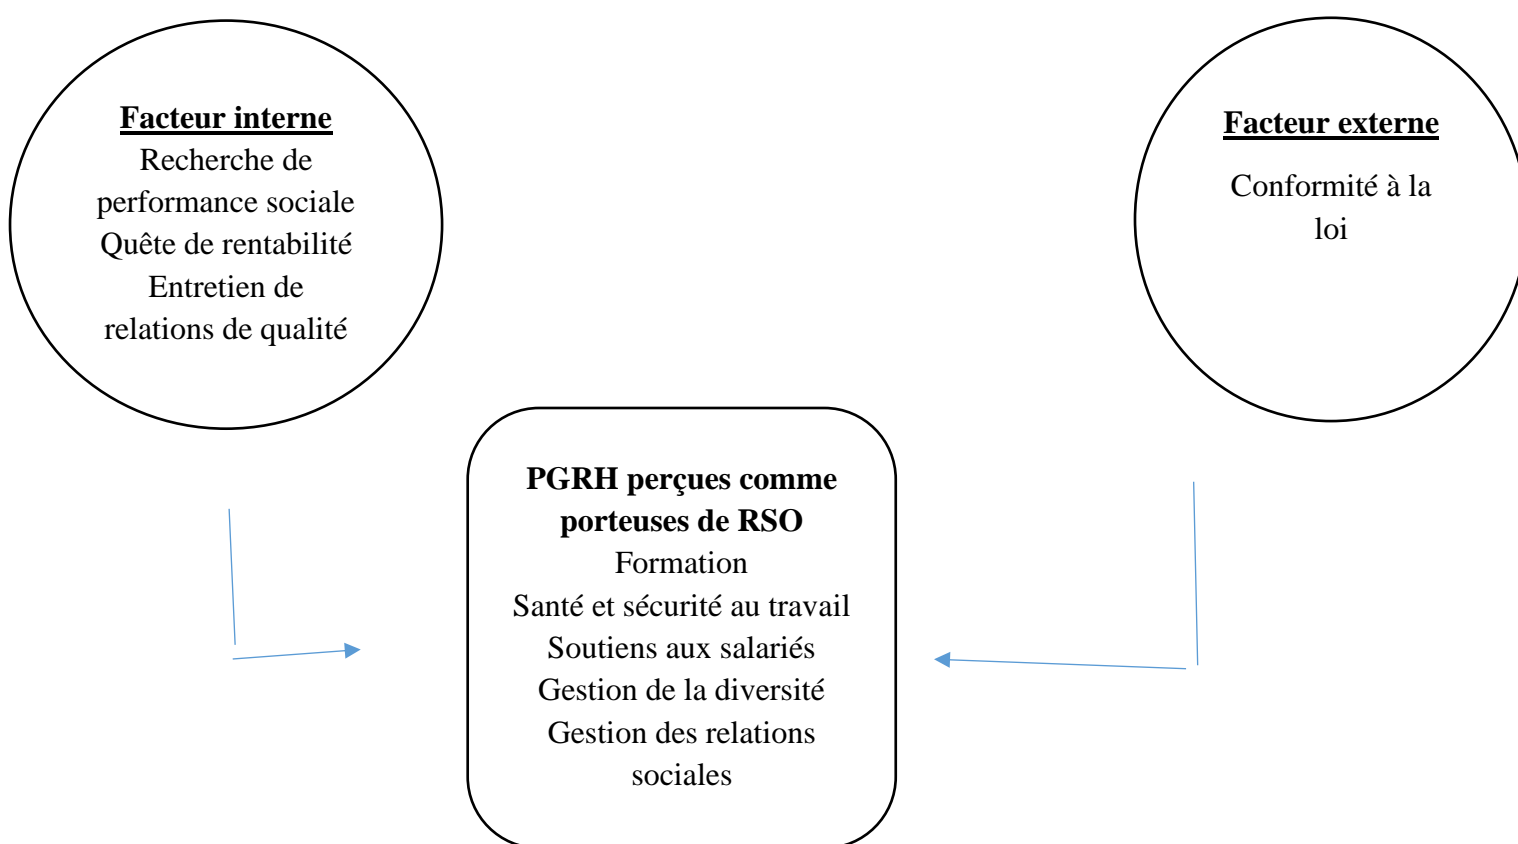 Facteur interne
Recherche de
performance sociale
Quête de rentabilité
Entretien de
relations de qualité
Facteur externe
Conformité à la
loi
PGRH perçues comme
porteuses de RSO
Formation
Santé et sécurité au travail
Soutiens aux salariés
Gestion de la diversité
Gestion des relations
sociales